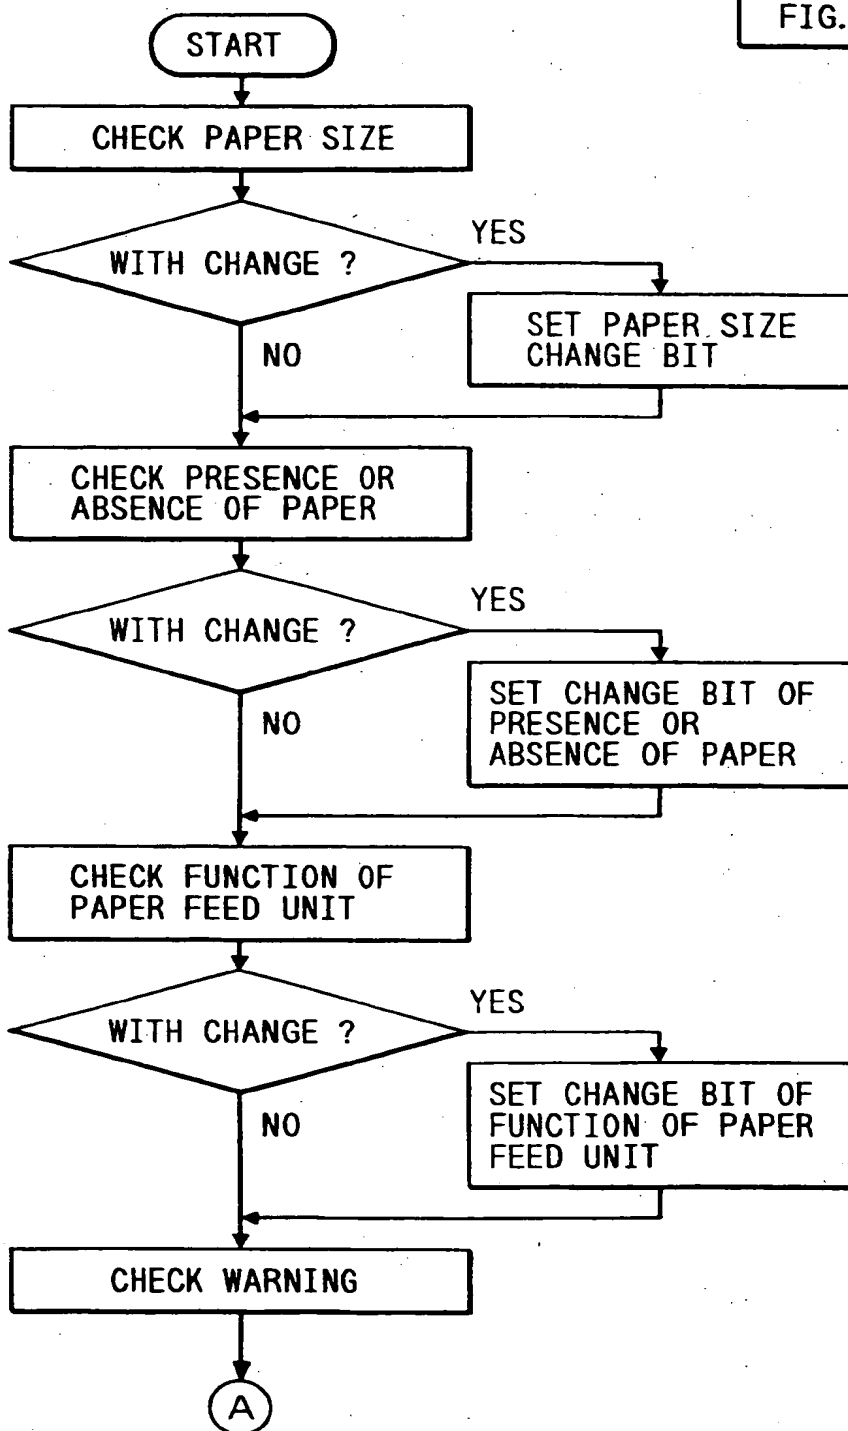 FIG.
START
CHECK PAPER SIZE
WITH CHANGE ?
YES
SET PAPER SIZE
CHANGE BIT
NO
CHECK PRESENCE OR
ABSENCE OF PAPER
WITH CHANGE ?
YES
SET CHANGE BIT OF
PRESENCE OR
ABSENCE OF PAPER
NO
CHECK FUNCTION OF
PAPER FEED UNIT
WITH CHANGE ?
YES
SET CHANGE BIT OF
FUNCTION OF PAPER
FEED UNIT
NO
CHECK WARNING
A